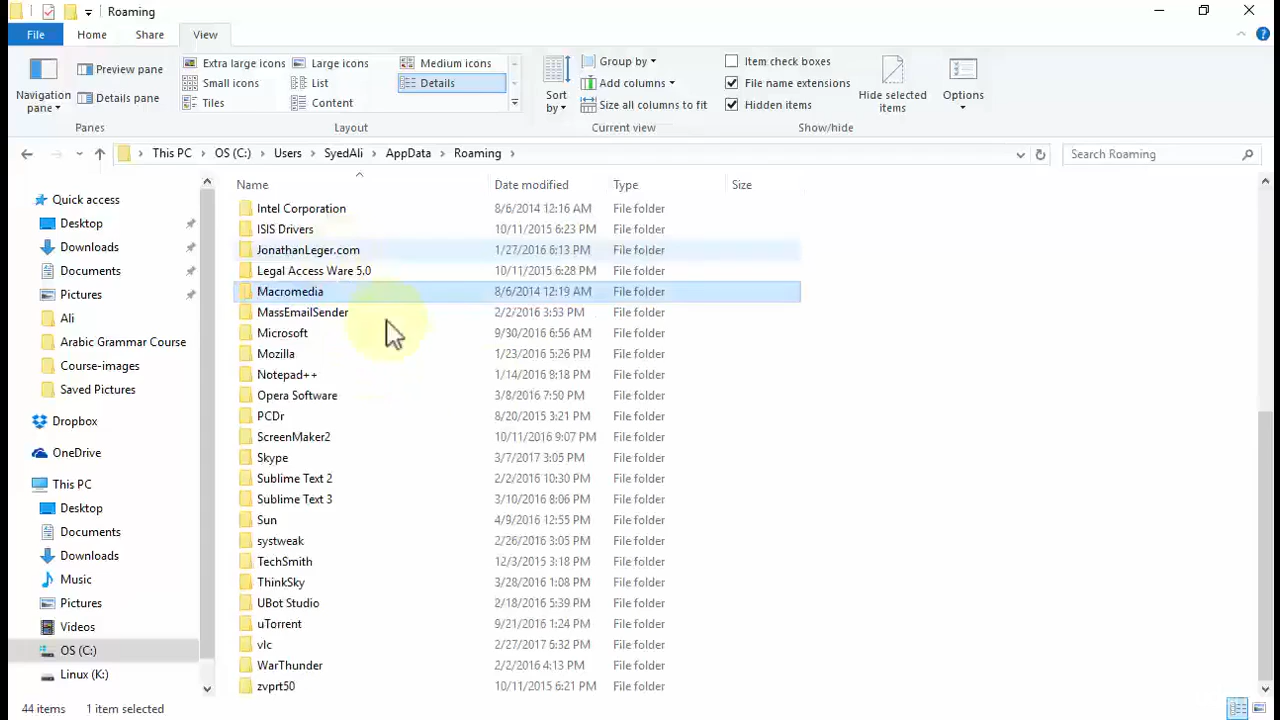 Roaming
File Home Share View
Navigation pane
Preview pane
Details pane
Panes
Extra large icons Large icons Medium icons
Small icons List Details
Tiles Content
Layout
Sort by
Group by
Add columns
Size all columns to fit
Current view
Item check boxes
File name extensions
Hidden items
Hide selected items
Show/hide
Options
This PC OS (C:) Users SyedAli AppData Roaming
Search Roaming
Quick access
Desktop
Downloads
Documents
Pictures
Ali
Arabic Grammar Course
Course-images
Saved Pictures
Dropbox
OneDrive
This PC
Desktop
Documents
Downloads
Music
Pictures
Videos
OS (C:)
Linux (K:)
Name Date modified Type Size
Intel Corporation 8/6/2014 12:16 AM File folder
ISIS Drivers 10/11/2015 6:23 PM File folder
JonathanLeger.com 1/27/2016 6:13 PM File folder
Legal Access Ware 5.0 10/11/2015 6:28 PM File folder
Macromedia 8/6/2014 12:19 AM File folder
MassEmailSender 2/2/2016 3:53 PM File folder
Microsoft 9/30/2016 6:56 AM File folder
Mozilla 1/23/2016 5:26 PM File folder
Notepad++ 1/14/2016 8:18 PM File folder
Opera Software 3/8/2016 7:50 PM File folder
PCDr 8/20/2015 3:21 PM File folder
ScreenMaker2 10/11/2016 9:07 PM File folder
Skype 3/7/2017 3:05 PM File folder
Sublime Text 2 2/2/2016 10:30 PM File folder
Sublime Text 3 3/10/2016 8:06 PM File folder
Sun 4/9/2016 12:55 PM File folder
systweak 2/26/2016 3:05 PM File folder
TechSmith 12/3/2015 3:18 PM File folder
ThinkSky 3/28/2016 1:08 PM File folder
UBot Studio 2/18/2016 5:39 PM File folder
uTorrent 9/21/2016 1:24 PM File folder
vlc 2/27/2017 5:32 PM File folder
WarThunder 2/2/2016 4:13 PM File folder
zvprt50 10/11/2015 6:21 PM File folder
44 items 1 item selected